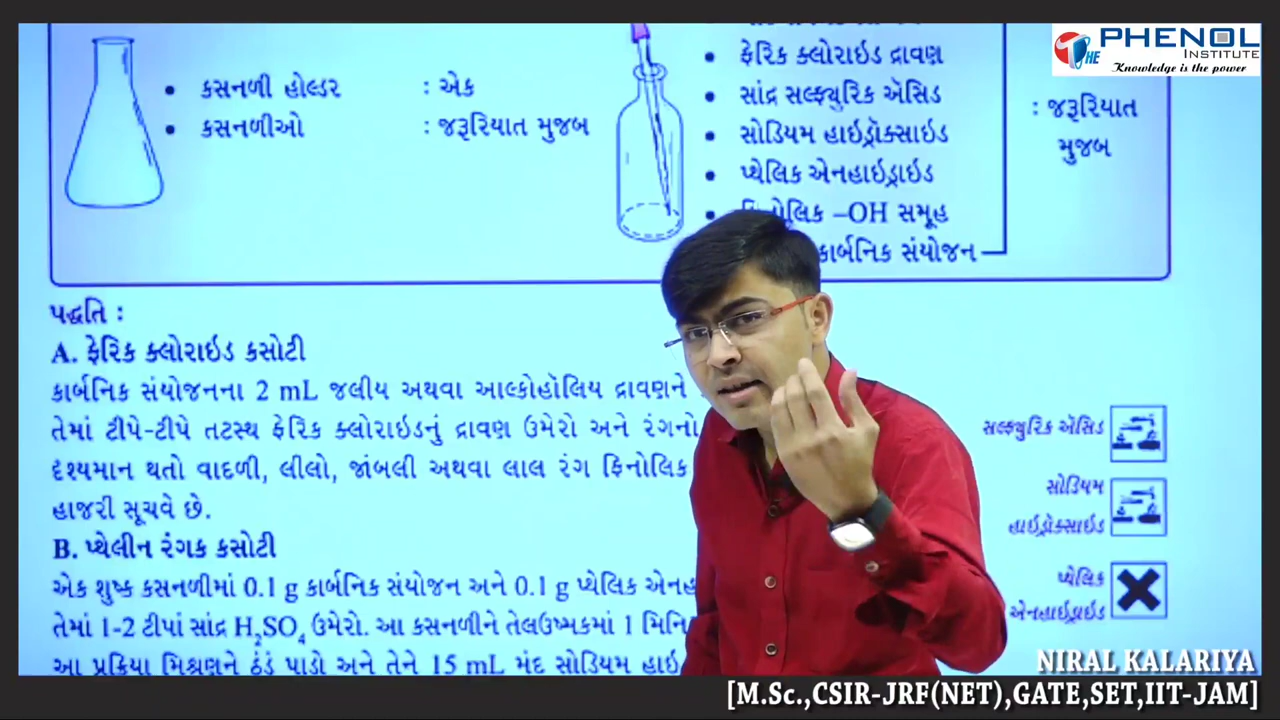 THE PHENOL
INSTITUTE
Knowledge is the power
• ફેરિક ક્લોરાઇડ દ્રાવણ
• કસનળી હોલ્ડર : એક
• સાંદ્ર સલ્ફ્યુરિક ઍસિડ
: જરૂરિયાત
મુજબ
• કસનળીઓ : જરૂરિયાત મુજબ
• સોડિયમ હાઇડ્રૉક્સાઇડ
• પ્થેલિક એનહાઇડ્રાઇડ
• –OH સમૂહ
કાર્બનિક સંયોજન
પદ્ધતિ :
A. ફેરિક ક્લોરાઇડ કસોટી
કાર્બનિક સંયોજનના 2 mL જલીય અથવા આલ્કોહૉલિય દ્રાવણને
તેમાં ટીપે-ટીપે તટસ્થ ફેરિક ક્લોરાઇડનું દ્રાવણ ઉમેરો અને રંગનો
દૃશ્યમાન થતો વાદળી, લીલો, જાંબલી અથવા લાલ રંગ ફિનોલિક
હાજરી સૂચવે છે.
B. પ્થેલીન રંગક કસોટી
એક શુષ્ક કસનળીમાં 0.1 g કાર્બનિક સંયોજન અને 0.1 g પ્થેલિક
તેમાં 1-2 ટીપાં સાંદ્ર H₂SO₄ ઉમેરો. આ કસનળીને તેલઉષ્મકમાં 1
આ પ્રક્રિયા મિશ્રણને ઠંડું પાડો અને તેને 15 mL મંદ સોડિયમ
સલ્ફ્યુરિક ઍસિડ
સોડિયમ
હાઇડ્રૉક્સાઇડ
પ્થેલિક
એનહાઇડ્રાઇડ
NIRAL KALARIYA
[M.Sc.,CSIR-JRF(NET),GATE,SET,IIT-JAM]